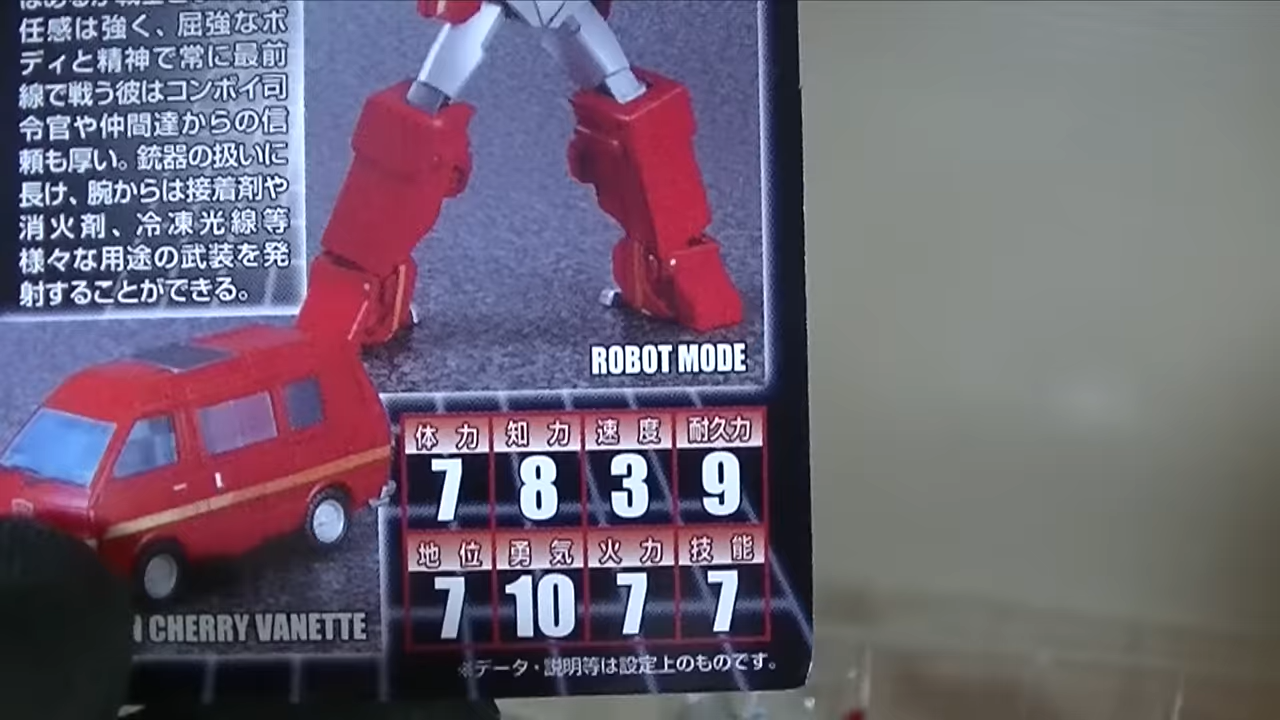 任感は強く、屈強なボ
ディと精神で常に最前
線で戦う彼はコンボイ司
令官や仲間達からの信
頼も厚い。銃器の扱いに
長け、腕からは接着剤や
消火剤、冷凍光線等
様々な用途の武装を発
射することができる。
ROBOT MODE
体力 知力 速度 耐久力
7 8 3 9
地位 勇気 火力 技能
7 10 7 7
CHERRY VANETTE
※データ・説明等は設定上のものです。